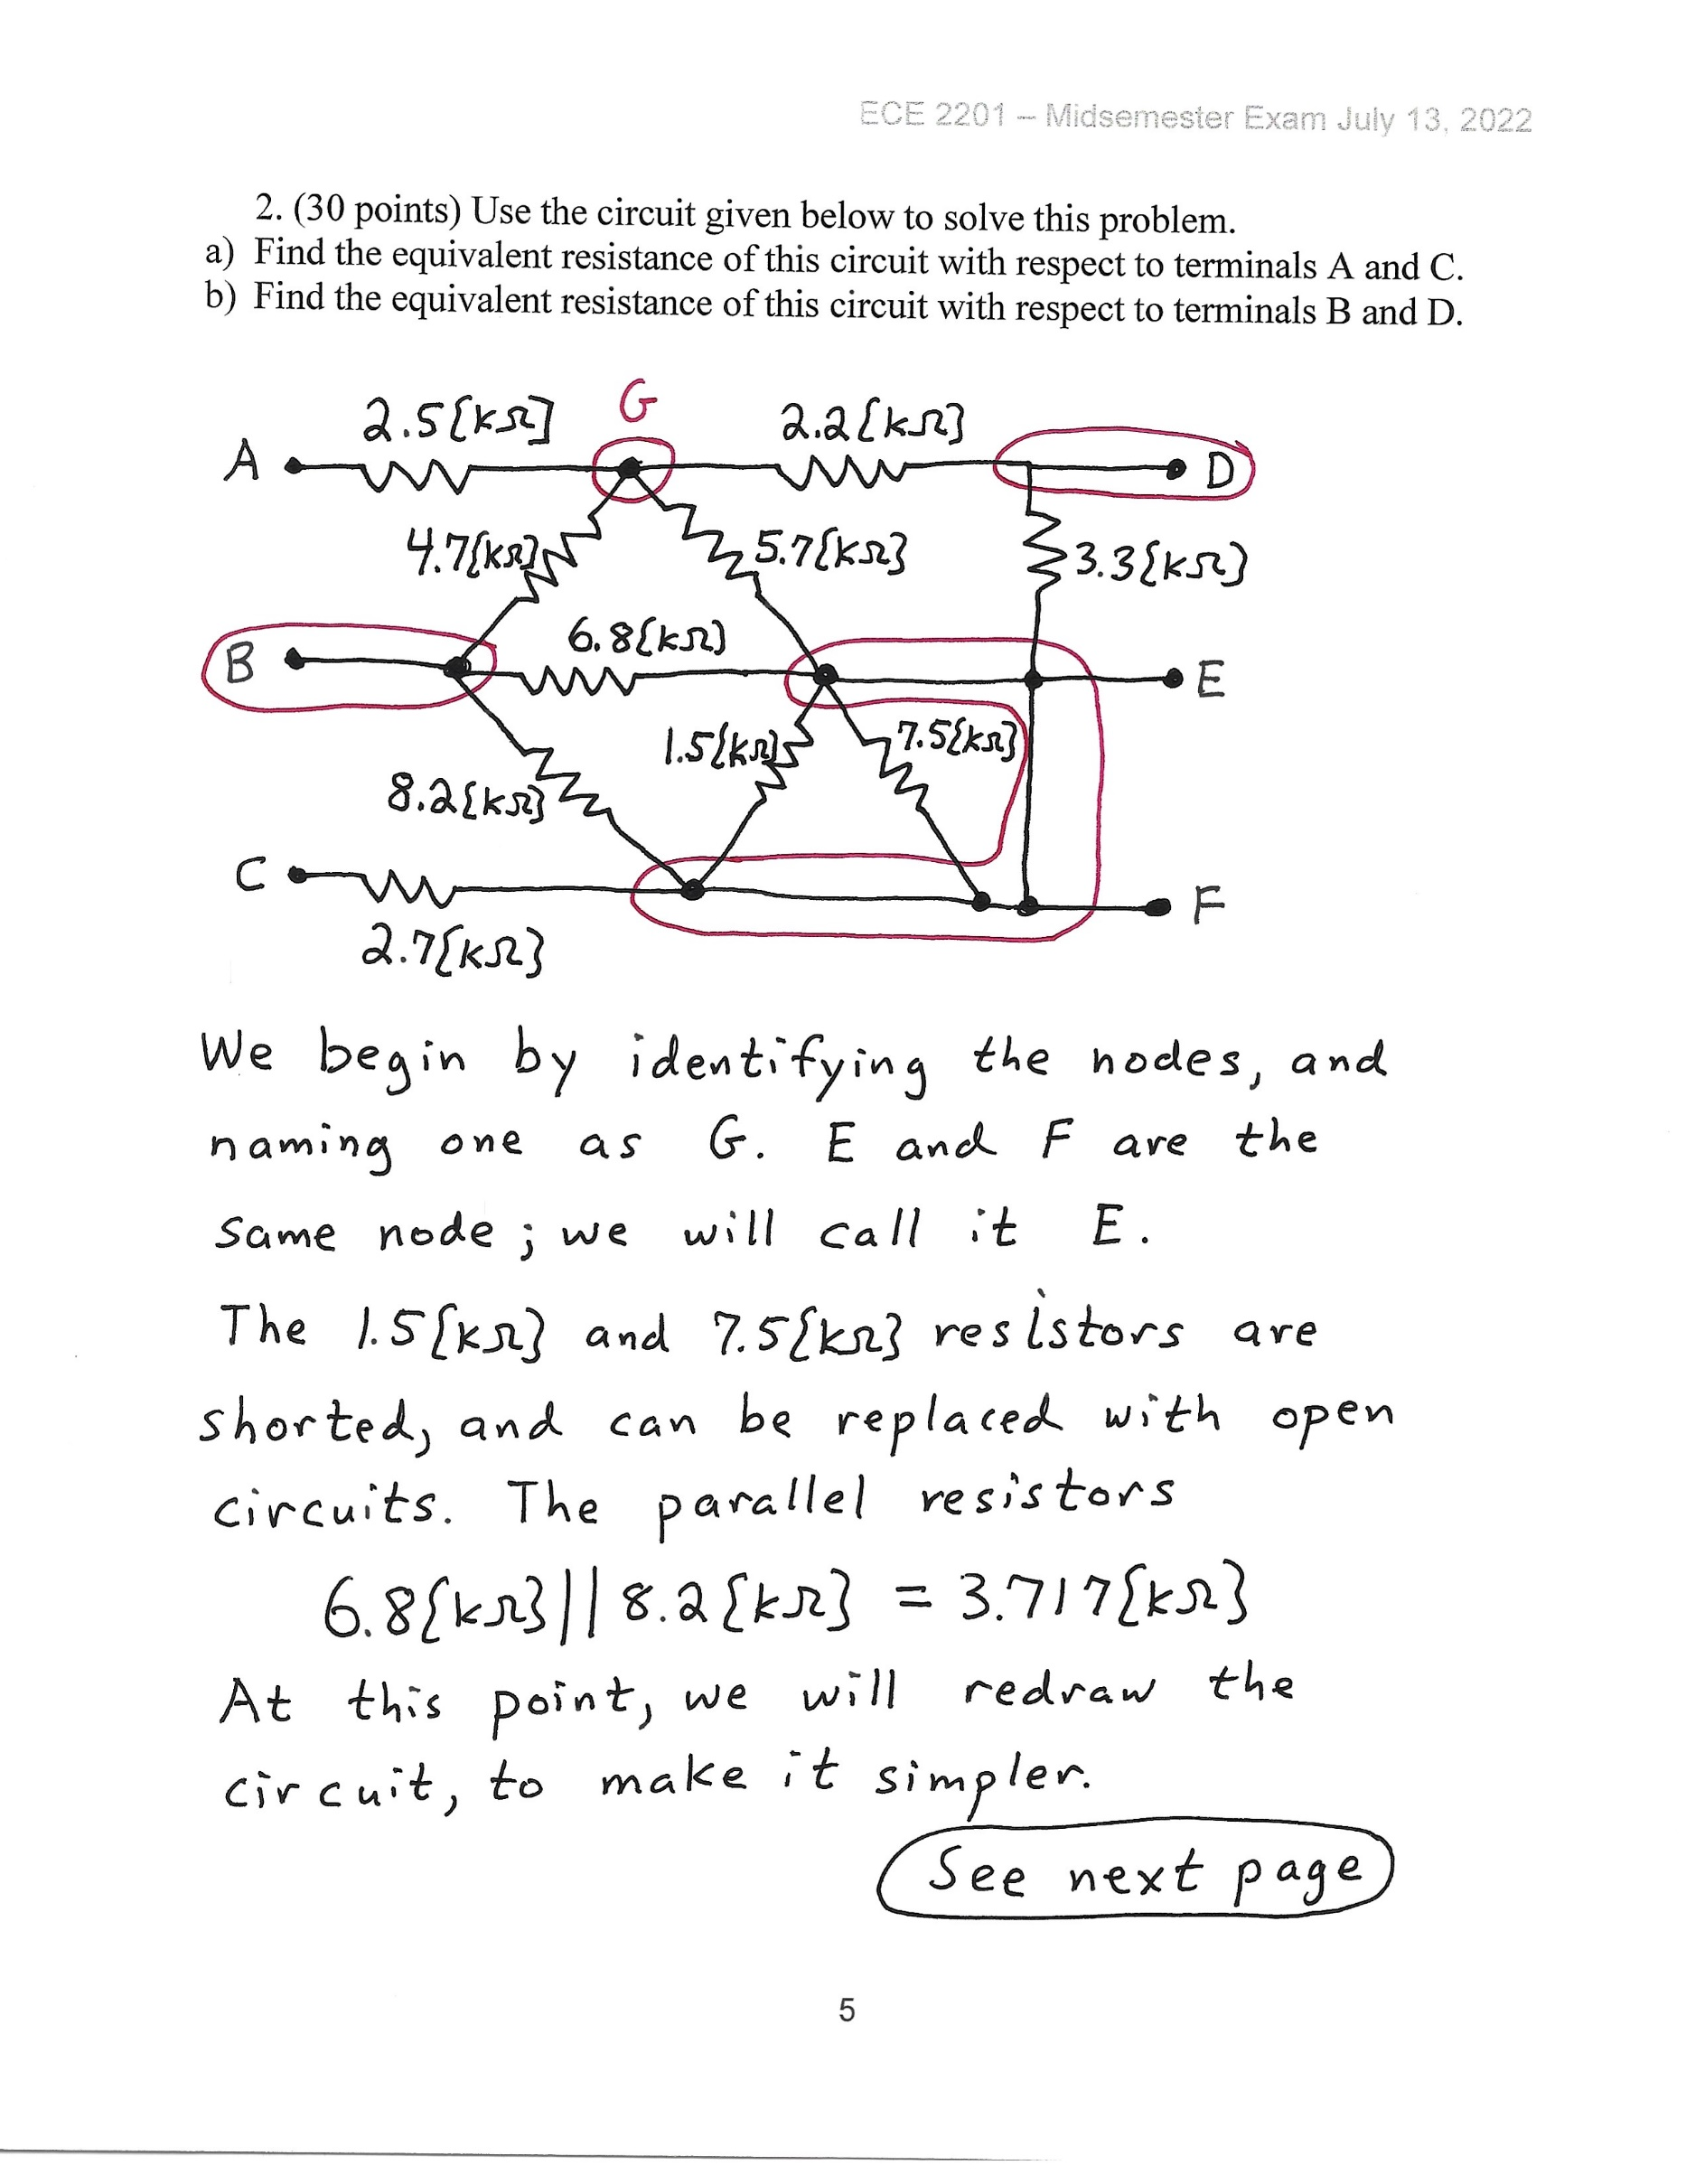 ECE 2201 – Midsemester Exam July 13, 2022
2. (30 points) Use the circuit given below to solve this problem.
a) Find the equivalent resistance of this circuit with respect to terminals A and C.
b) Find the equivalent resistance of this circuit with respect to terminals B and D.
G
2.5[kΩ]
2.2[kΩ]
A
D
4.7[kΩ]
5.7[kΩ]
3.3[kΩ]
6.8[kΩ]
B
E
1.5[kΩ]
7.5[kΩ]
8.2[kΩ]
C
F
2.7[kΩ]
We begin by identifying the nodes, and
naming one as G. E and F are the
same node; we will call it E.
The 1.5[kΩ] and 7.5[kΩ] resistors are
shorted, and can be replaced with open
circuits. The parallel resistors
6.8[kΩ]||8.2[kΩ] = 3.717[kΩ]
At this point, we will redraw the
circuit, to make it simpler.
See next page
5